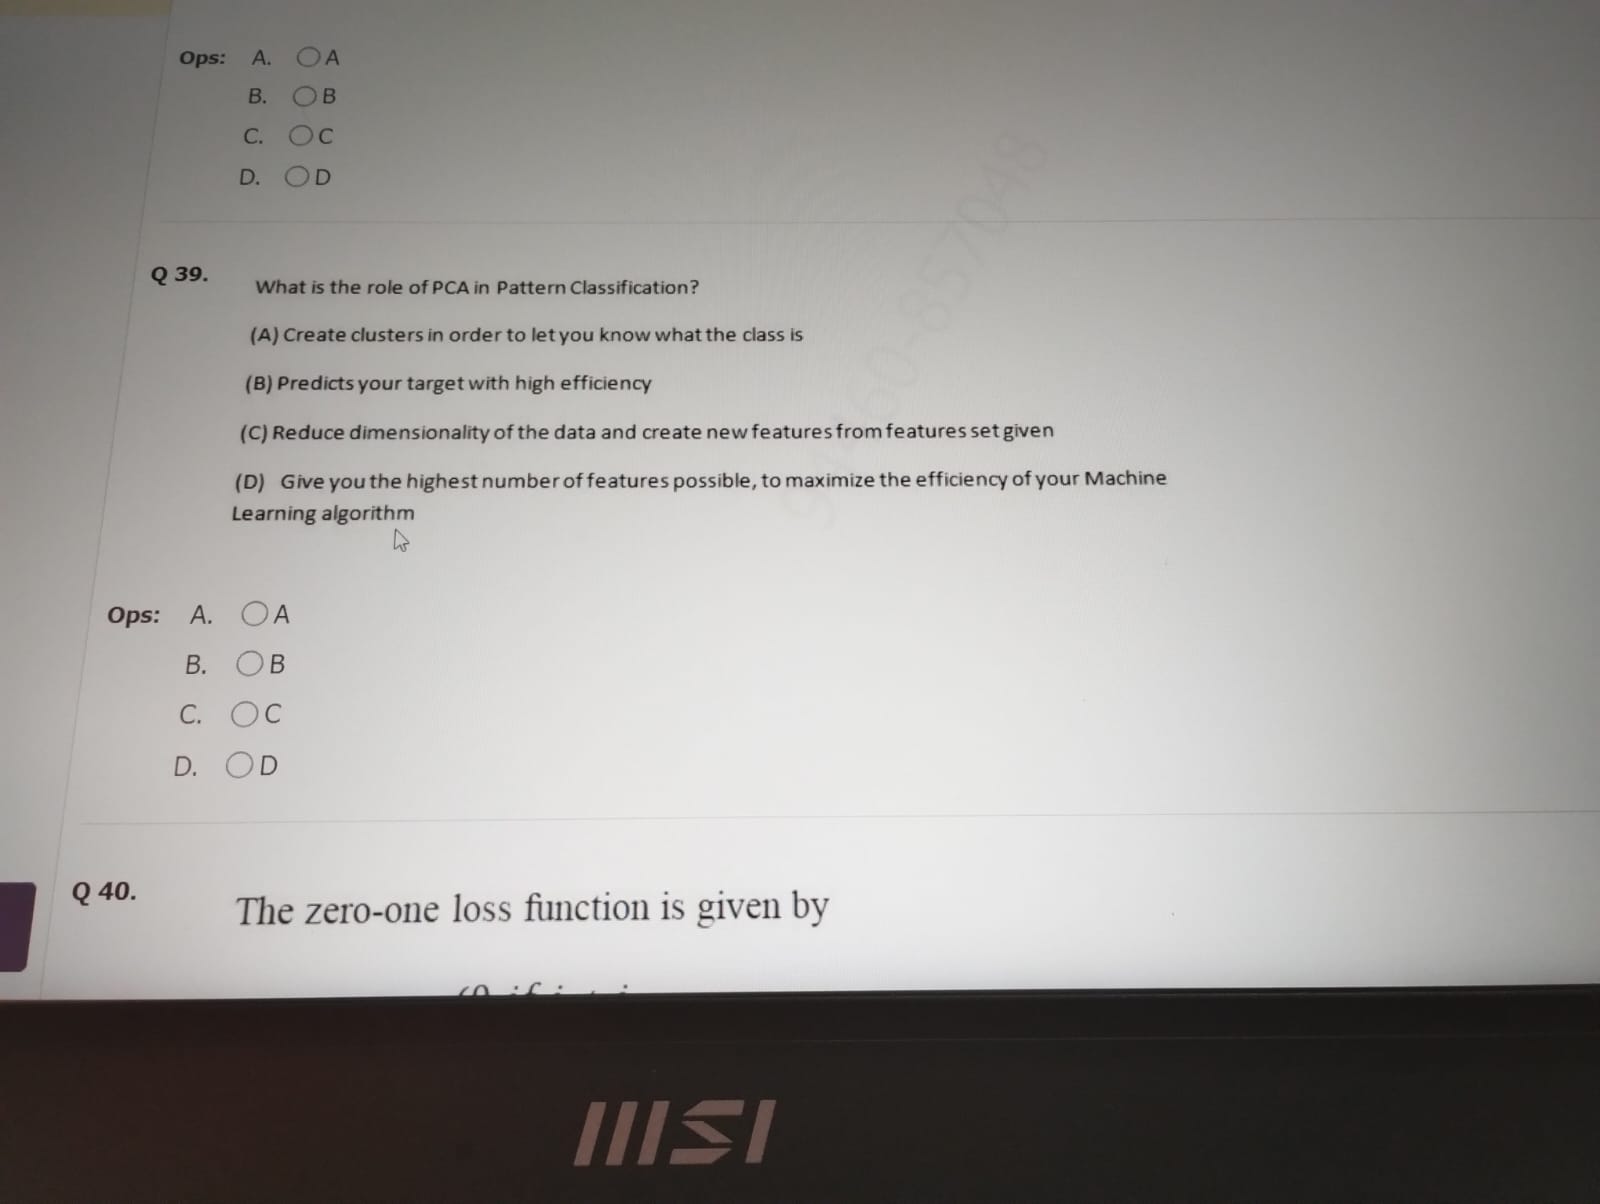 Ops: A. A
B. B
C. C
D. D
Q 39. What is the role of PCA in Pattern Classification?
(A) Create clusters in order to let you know what the class is
(B) Predicts your target with high efficiency
(C) Reduce dimensionality of the data and create new features from features set given
(D) Give you the highest number of features possible, to maximize the efficiency of your Machine
Learning algorithm
Ops: A. A
B. B
C. C
D. D
Q 40. The zero-one loss function is given by
msi